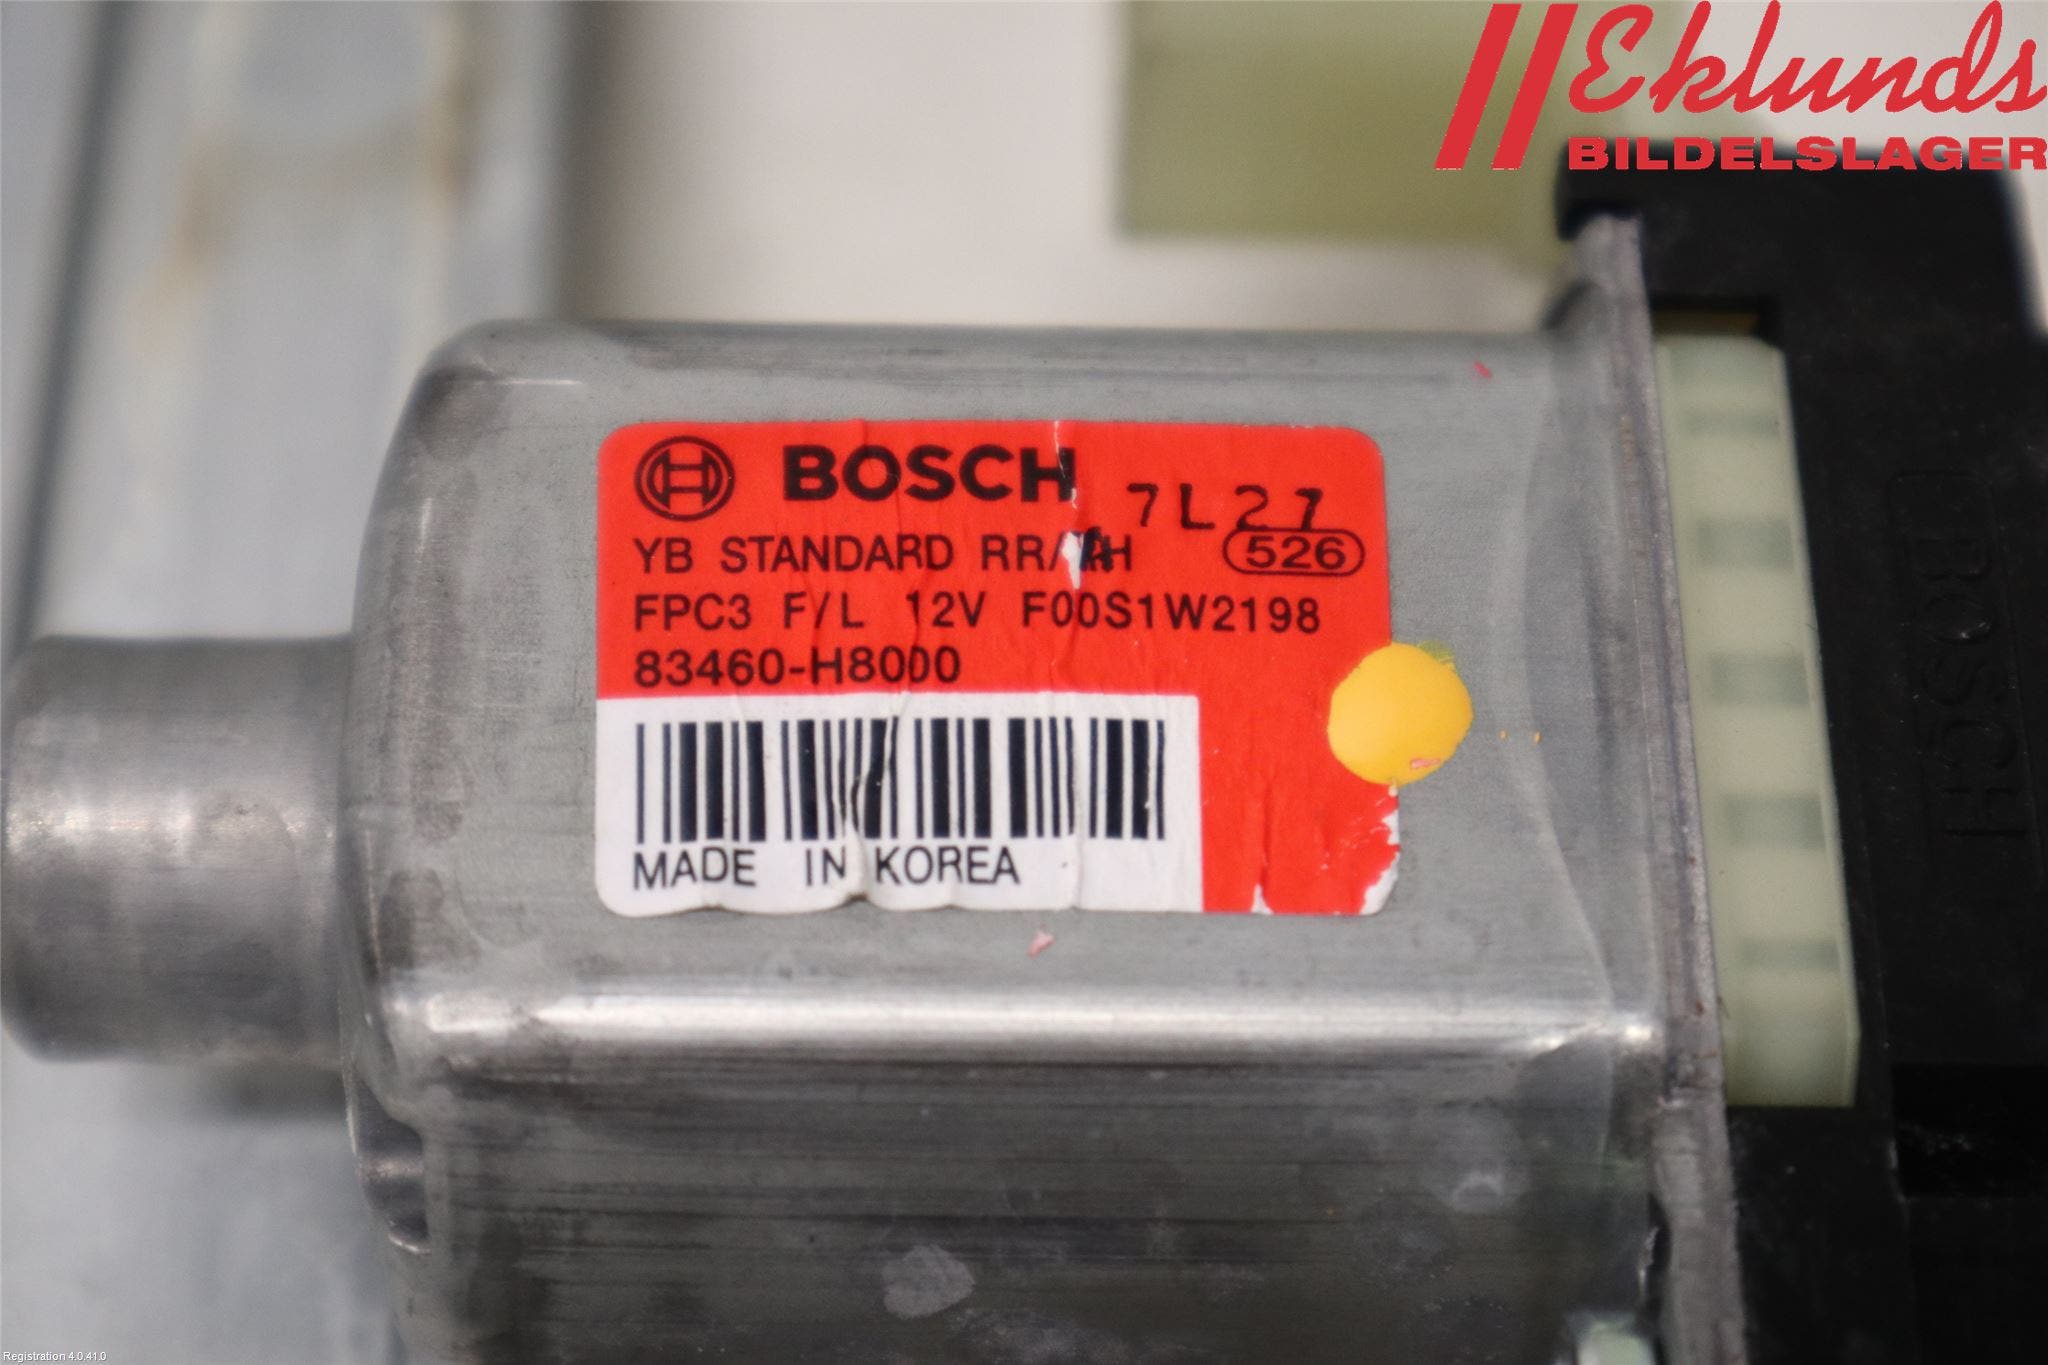 Eklunds
BILDELSLAGER
BOSCH 7L27
YB STANDARD RR/ 526
FPC3 F/L 12V F00S1W2198
83460-H8000
MADE IN KOREA
BOSCH
Registration 4.0.41.0